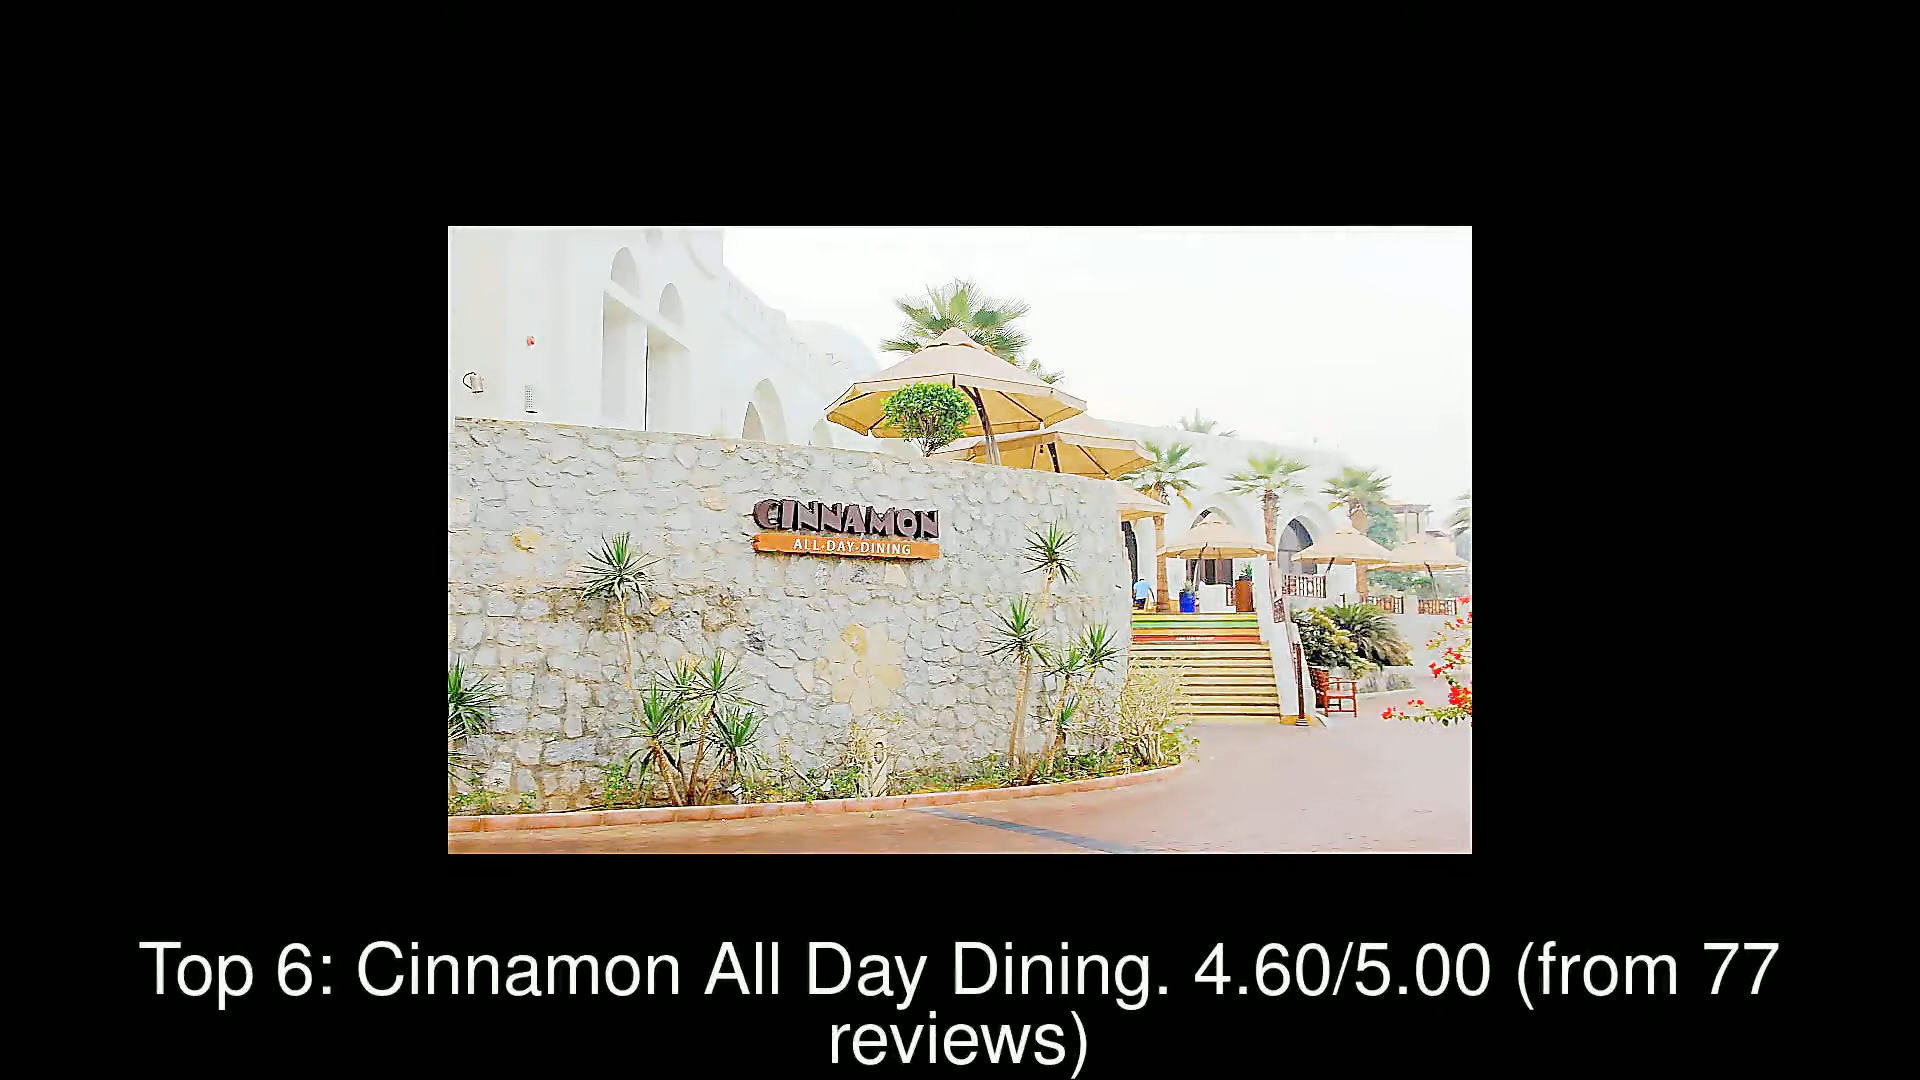 CINNAMON
ALL-DAY-DINING
Top 6: Cinnamon All Day Dining. 4.60/5.00 (from 77
reviews)